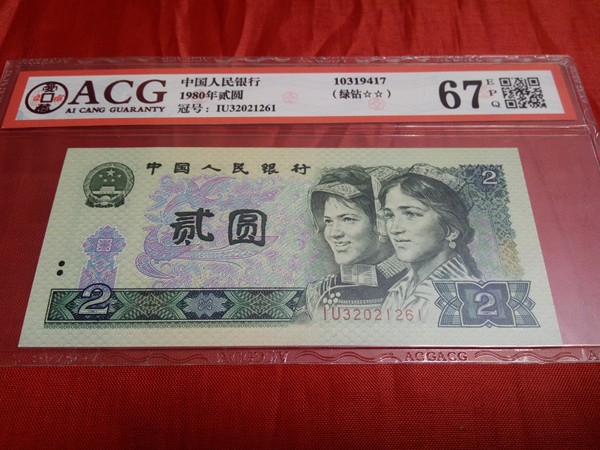 ACG
AI CANG GUARANTY
中国人民银行
1980年贰圆
冠号: IU32021261
10319417
(绿钻☆☆)
67
EPQ
中国人民银行
贰圆
2
2
IU32021261
2
ACGACG